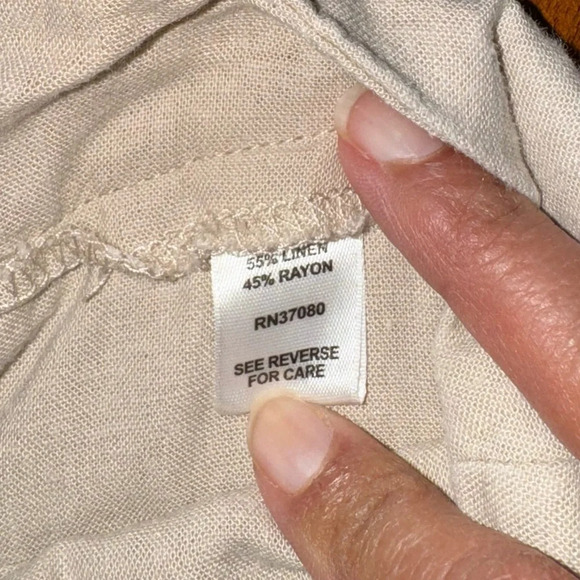 55% LINEN
45% RAYON
RN37080
SEE REVERSE
FOR CARE